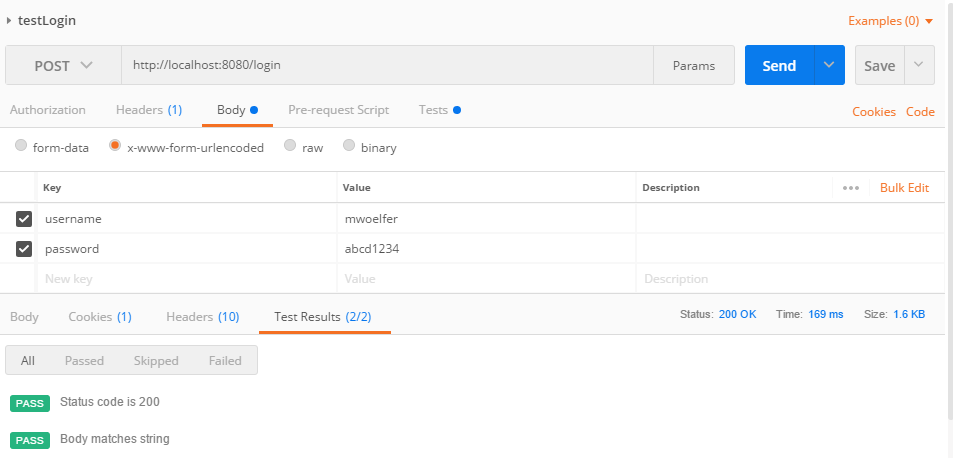 testLogin Examples (0)
POST http://localhost:8080/login Params Send Save
Authorization Headers (1) Body Pre-request Script Tests Cookies Code
form-data x-www-form-urlencoded raw binary
Key Value Description ••• Bulk Edit
username mwoelfer
password abcd1234
New key Value Description
Body Cookies (1) Headers (10) Test Results (2/2) Status: 200 OK Time: 169 ms Size: 1.6 KB
All Passed Skipped Failed
PASS Status code is 200
PASS Body matches string